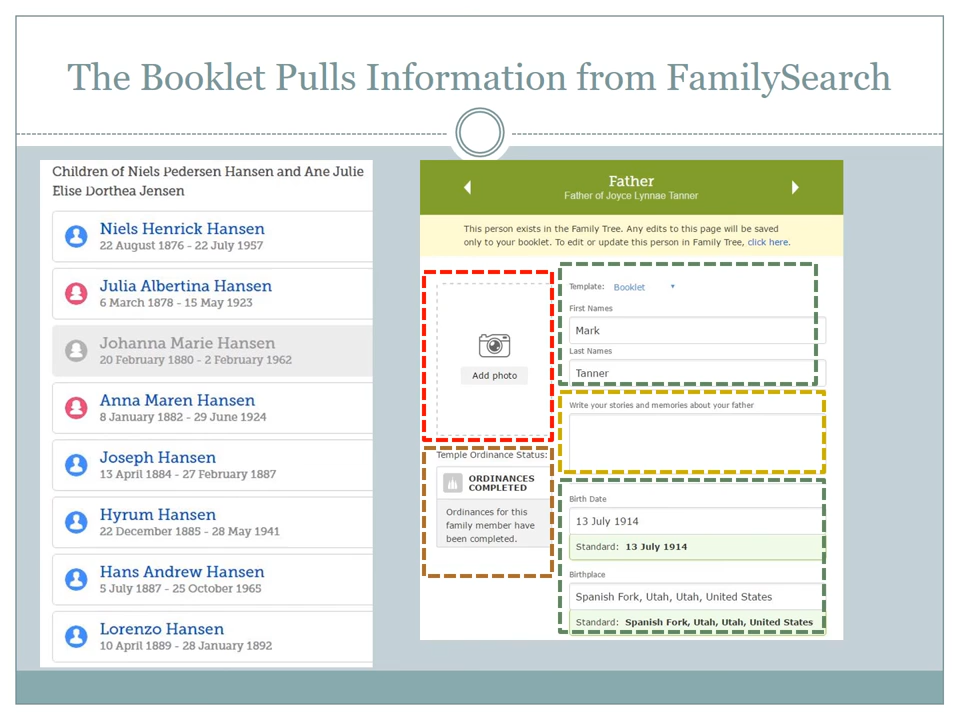 The Booklet Pulls Information from FamilySearch
Children of Niels Pedersen Hansen and Ane Julie
Elise Dorthea Jensen
Niels Henrick Hansen
22 August 1876 - 22 July 1957
Julia Albertina Hansen
6 March 1878 - 15 May 1923
Johanna Marie Hansen
20 February 1880 - 2 February 1962
Anna Maren Hansen
8 January 1882 - 29 June 1924
Joseph Hansen
13 April 1884 - 27 February 1887
Hyrum Hansen
22 December 1885 - 28 May 1941
Hans Andrew Hansen
5 July 1887 - 25 October 1965
Lorenzo Hansen
10 April 1889 - 28 January 1892
Father
Father of Joyce Lynnae Tanner
This person exists in the Family Tree. Any edits to this page will be saved
only to your booklet. To edit or update this person in Family Tree, click here.
Add photo
Temple Ordinance Status:
ORDINANCES
COMPLETED
Ordinances for this
family member have
been completed.
Template: Booklet
First Names
Mark
Last Names
Tanner
Write your stories and memories about your father
Birth Date
13 July 1914
Standard: 13 July 1914
Birthplace
Spanish Fork, Utah, Utah, United States
Standard: Spanish Fork, Utah, Utah, United States